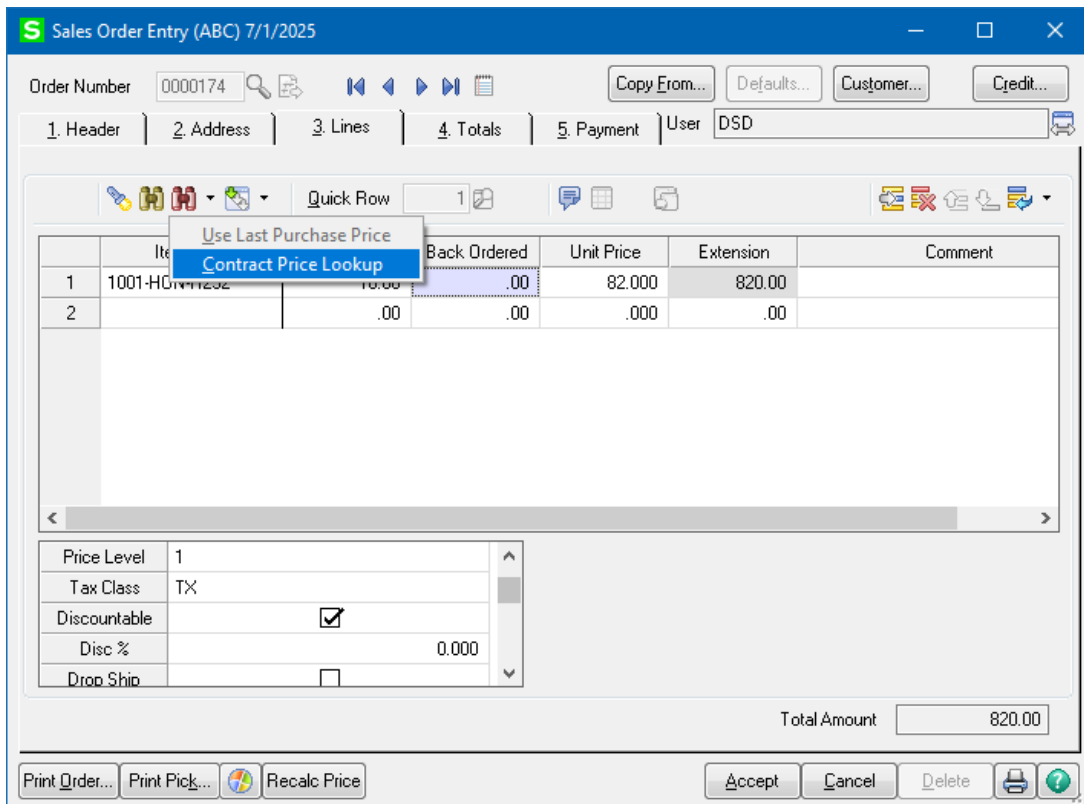 S Sales Order Entry (ABC) 7/1/2025
Order Number 0000174 Copy From... Defaults... Customer... Credit...
1. Header 2. Address 3. Lines 4. Totals 5. Payment User DSD
Quick Row 1
Use Last Purchase Price
Contract Price Lookup
Back Ordered Unit Price Extension Comment
1 .00 82.000 820.00
2 .00 .00 .000 .00
Price Level 1
Tax Class TX
Discountable
Disc % 0.000
Drop Ship
Total Amount 820.00
Print Order... Print Pick... Recalc Price Accept Cancel Delete ?